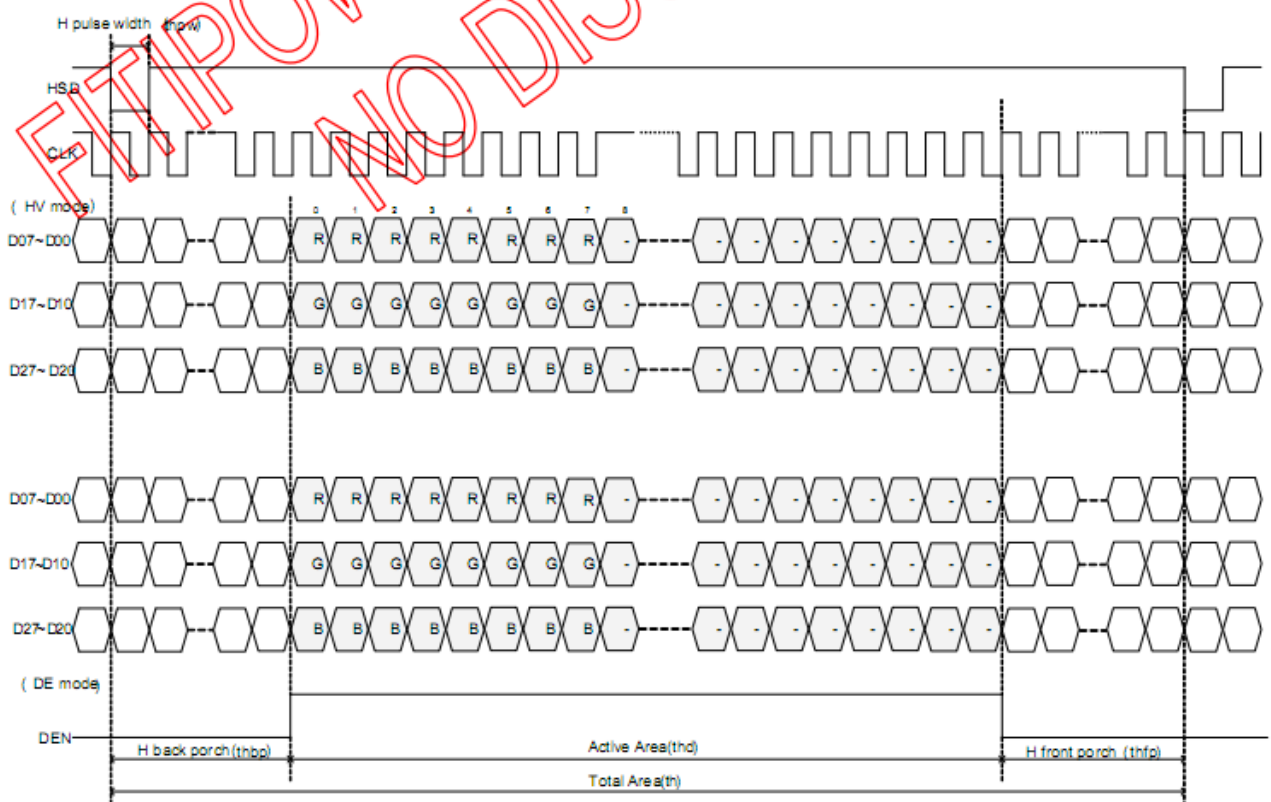 FITIPOW
NO DIS
H pulse width (thpw)
HSD
CLK
( HV mode)
0 1 2 3 4 5 6 7 8
D07~D00 R R R R R R R R - - - - - - - - -
D17~D10 G G G G G G G G - - - - - - - - -
D27~D20 B B B B B B B B - - - - - - - - -
D07~D00 R R R R R R R R - - - - - - - - -
D17~D10 G G G G G G G G - - - - - - - - -
D27~D20 B B B B B B B B - - - - - - - - -
( DE mode)
DEN
H back porch(thbp) Active Area(thd) H front porch (thfp)
Total Area(th)